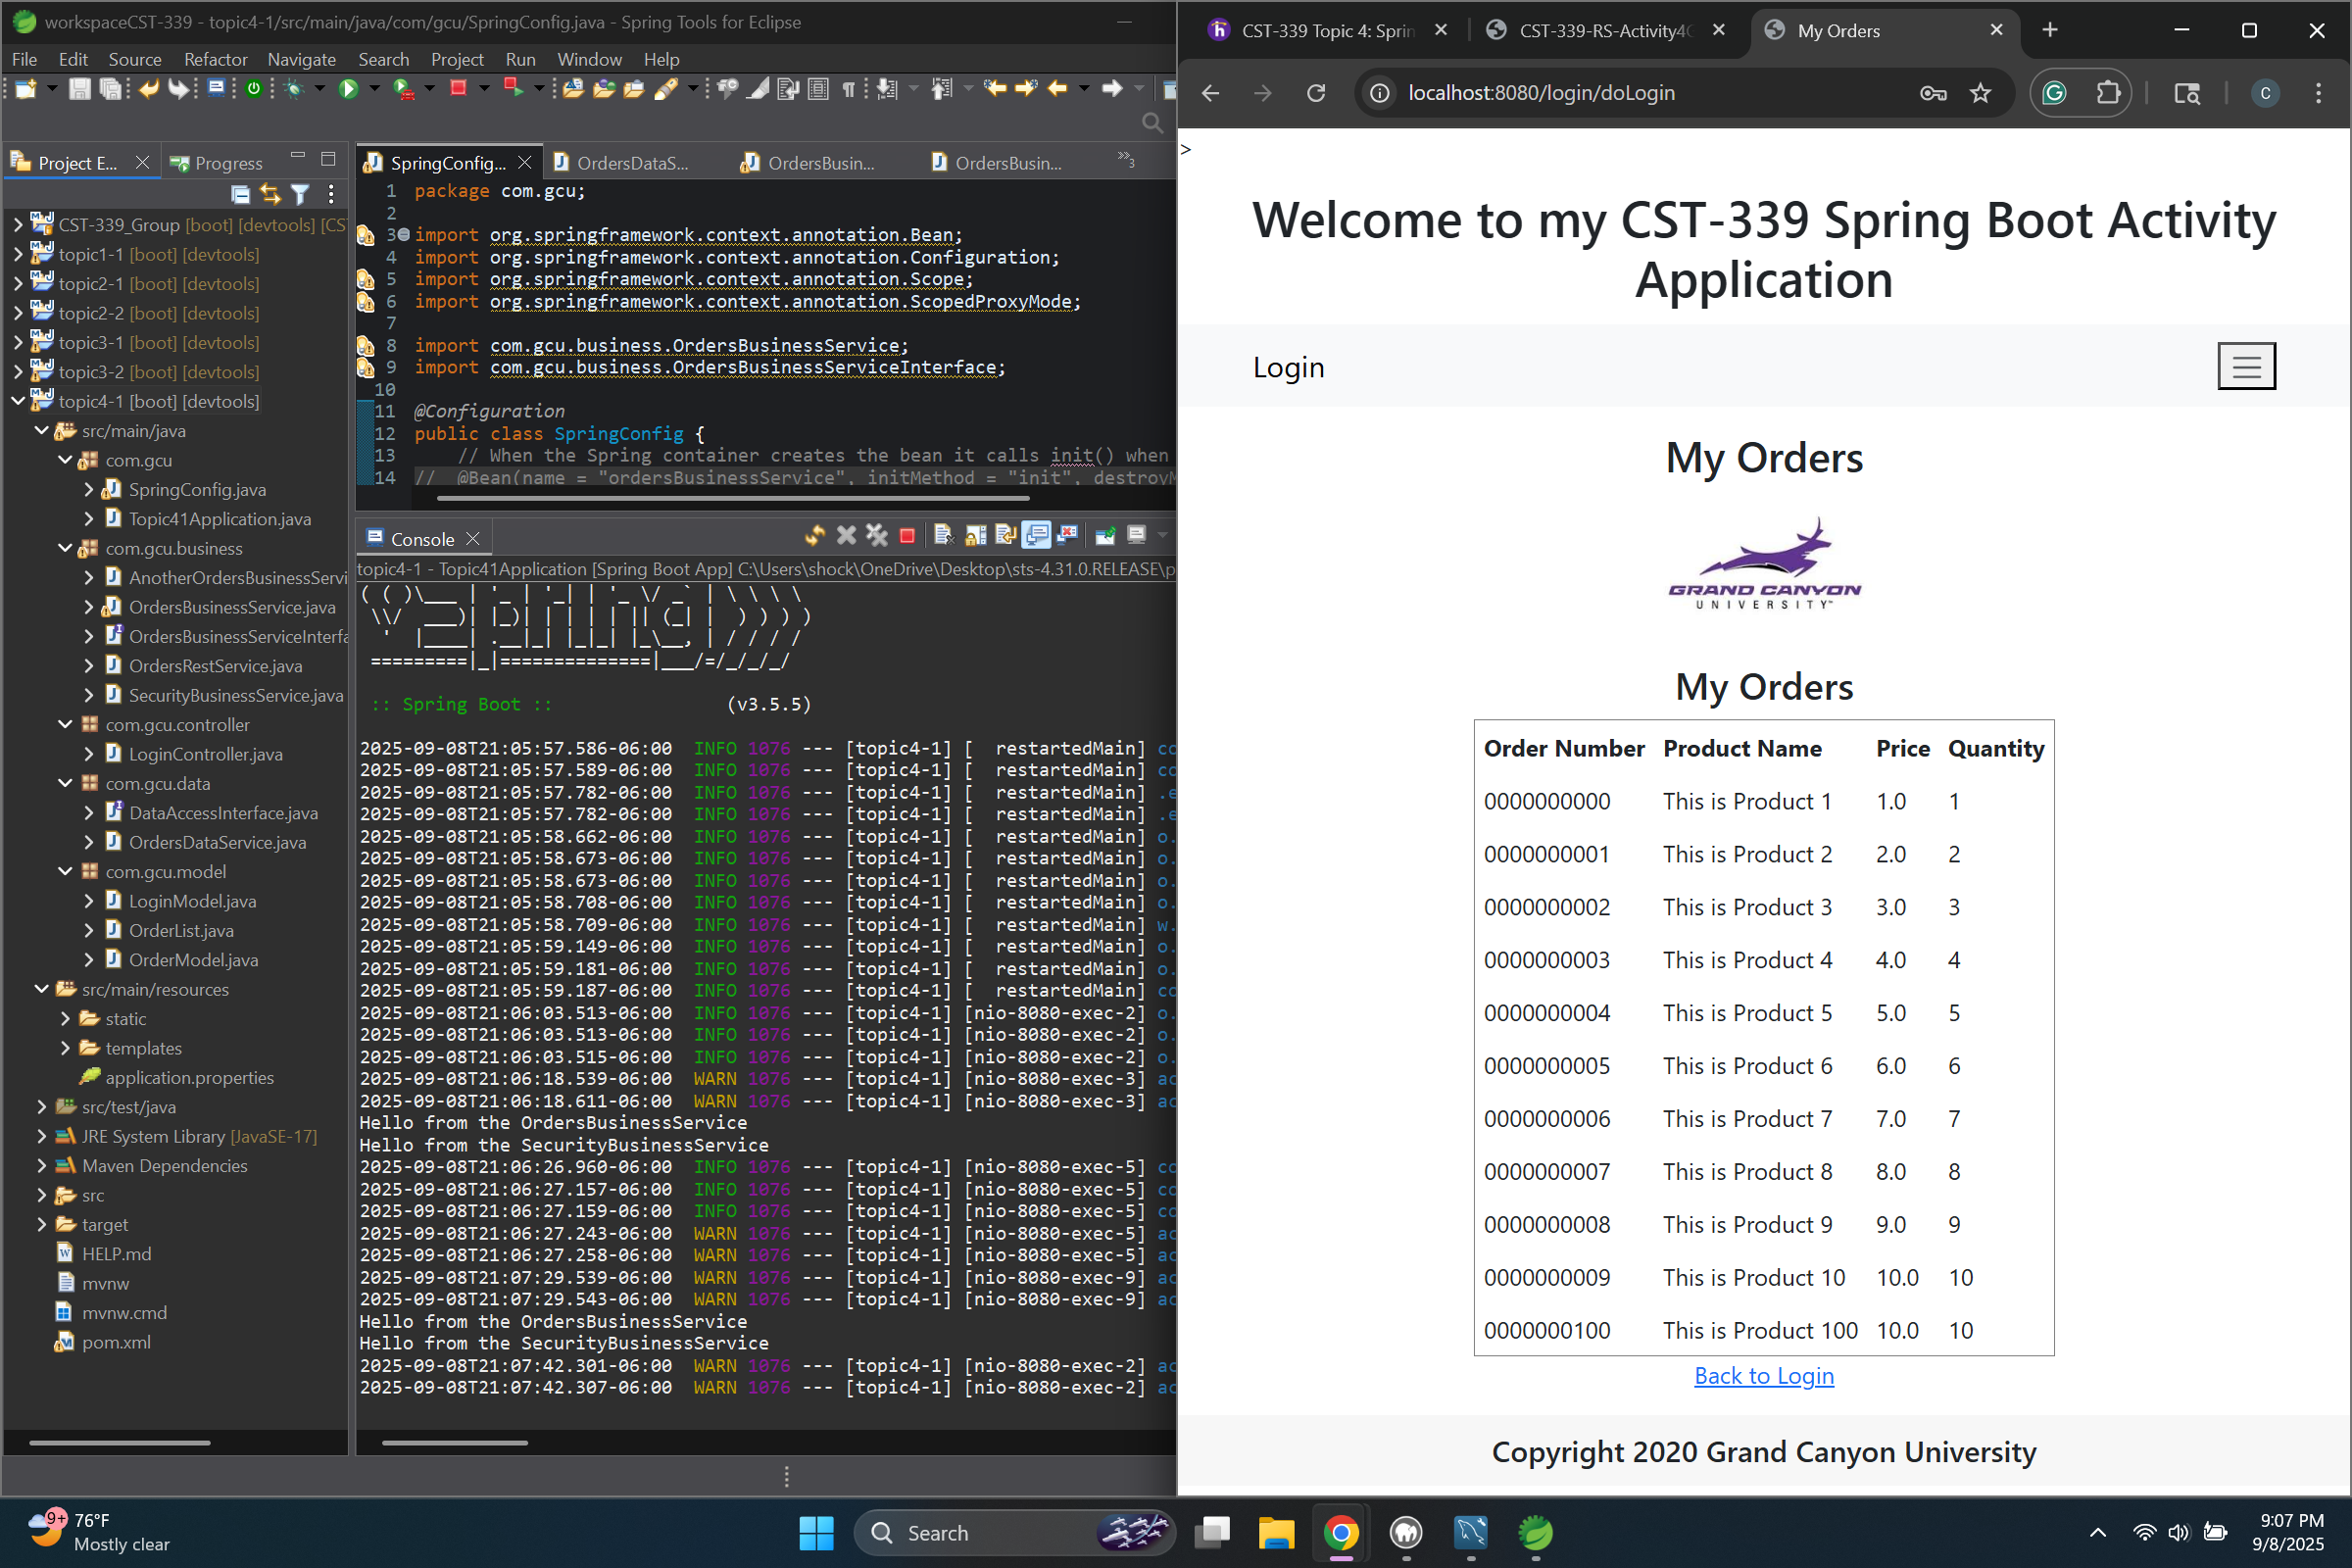 workspaceCST-339 - topic4-1/src/main/java/com/gcu/SpringConfig.java - Spring Tools for Eclipse
File Edit Source Refactor Navigate Search Project Run Window Help
Project E...
Progress
CST-339_Group [boot] [devtools] [CS
topic1-1 [boot] [devtools]
topic2-1 [boot] [devtools]
topic2-2 [boot] [devtools]
topic3-1 [boot] [devtools]
topic3-2 [boot] [devtools]
topic4-1 [boot] [devtools]
src/main/java
com.gcu
SpringConfig.java
Topic41Application.java
com.gcu.business
AnotherOrdersBusinessServi
OrdersBusinessService.java
OrdersBusinessServiceInterfa
OrdersRestService.java
SecurityBusinessService.java
com.gcu.controller
LoginController.java
com.gcu.data
DataAccessInterface.java
OrdersDataService.java
com.gcu.model
LoginModel.java
OrderList.java
OrderModel.java
src/main/resources
static
templates
application.properties
src/test/java
JRE System Library [JavaSE-17]
Maven Dependencies
src
target
HELP.md
mvnw
mvnw.cmd
pom.xml
SpringConfig... OrdersDataS... OrdersBusin... OrdersBusin... »3
1 package com.gcu;
2
3 import org.springframework.context.annotation.Bean;
4 import org.springframework.context.annotation.Configuration;
5 import org.springframework.context.annotation.Scope;
6 import org.springframework.context.annotation.ScopedProxyMode;
7
8 import com.gcu.business.OrdersBusinessService;
9 import com.gcu.business.OrdersBusinessServiceInterface;
10
11 @Configuration
12 public class SpringConfig {
13 // When the Spring container creates the bean it calls init() when
14 // @Bean(name = "ordersBusinessService", initMethod = "init", destroyM
Console
topic4-1 - Topic41Application [Spring Boot App] C:\Users\shock\OneDrive\Desktop\sts-4.31.0.RELEASE\p
( ( )\___ | '_ | '_| | '_ \/ _` | \ \ \ \
\\/ ___)| |_)| | | | | || (_| | ) ) ) )
' |____| .__|_| |_|_| |_\__, | / / / /
=========|_|==============|___/=/_/_/_/
:: Spring Boot :: (v3.5.5)
2025-09-08T21:05:57.586-06:00 INFO 1076 --- [topic4-1] [ restartedMain] co
2025-09-08T21:05:57.589-06:00 INFO 1076 --- [topic4-1] [ restartedMain] co
2025-09-08T21:05:57.782-06:00 INFO 1076 --- [topic4-1] [ restartedMain] .e
2025-09-08T21:05:57.782-06:00 INFO 1076 --- [topic4-1] [ restartedMain] .e
2025-09-08T21:05:58.662-06:00 INFO 1076 --- [topic4-1] [ restartedMain] o.
2025-09-08T21:05:58.673-06:00 INFO 1076 --- [topic4-1] [ restartedMain] o.
2025-09-08T21:05:58.673-06:00 INFO 1076 --- [topic4-1] [ restartedMain] o.
2025-09-08T21:05:58.708-06:00 INFO 1076 --- [topic4-1] [ restartedMain] o.
2025-09-08T21:05:58.709-06:00 INFO 1076 --- [topic4-1] [ restartedMain] w.
2025-09-08T21:05:59.149-06:00 INFO 1076 --- [topic4-1] [ restartedMain] o.
2025-09-08T21:05:59.181-06:00 INFO 1076 --- [topic4-1] [ restartedMain] o.
2025-09-08T21:05:59.187-06:00 INFO 1076 --- [topic4-1] [ restartedMain] co
2025-09-08T21:06:03.513-06:00 INFO 1076 --- [topic4-1] [nio-8080-exec-2] o.
2025-09-08T21:06:03.513-06:00 INFO 1076 --- [topic4-1] [nio-8080-exec-2] o.
2025-09-08T21:06:03.515-06:00 INFO 1076 --- [topic4-1] [nio-8080-exec-2] o.
2025-09-08T21:06:18.539-06:00 WARN 1076 --- [topic4-1] [nio-8080-exec-3] ac
2025-09-08T21:06:18.611-06:00 WARN 1076 --- [topic4-1] [nio-8080-exec-3] ac
Hello from the OrdersBusinessService
Hello from the SecurityBusinessService
2025-09-08T21:06:26.960-06:00 INFO 1076 --- [topic4-1] [nio-8080-exec-5] co
2025-09-08T21:06:27.157-06:00 INFO 1076 --- [topic4-1] [nio-8080-exec-5] co
2025-09-08T21:06:27.159-06:00 INFO 1076 --- [topic4-1] [nio-8080-exec-5] co
2025-09-08T21:06:27.243-06:00 WARN 1076 --- [topic4-1] [nio-8080-exec-5] ac
2025-09-08T21:06:27.258-06:00 WARN 1076 --- [topic4-1] [nio-8080-exec-5] ac
2025-09-08T21:07:29.539-06:00 WARN 1076 --- [topic4-1] [nio-8080-exec-9] ac
2025-09-08T21:07:29.543-06:00 WARN 1076 --- [topic4-1] [nio-8080-exec-9] ac
Hello from the OrdersBusinessService
Hello from the SecurityBusinessService
2025-09-08T21:07:42.301-06:00 WARN 1076 --- [topic4-1] [nio-8080-exec-2] ac
2025-09-08T21:07:42.307-06:00 WARN 1076 --- [topic4-1] [nio-8080-exec-2] ac
CST-339 Topic 4: Sprin
CST-339-RS-Activity4
My Orders
localhost:8080/login/doLogin
C
>
Welcome to my CST-339 Spring Boot Activity
Application
Login
My Orders
GRAND CANYON
UNIVERSITY™
My Orders
Order Number Product Name Price Quantity
0000000000 This is Product 1 1.0 1
0000000001 This is Product 2 2.0 2
0000000002 This is Product 3 3.0 3
0000000003 This is Product 4 4.0 4
0000000004 This is Product 5 5.0 5
0000000005 This is Product 6 6.0 6
0000000006 This is Product 7 7.0 7
0000000007 This is Product 8 8.0 8
0000000008 This is Product 9 9.0 9
0000000009 This is Product 10 10.0 10
0000000100 This is Product 100 10.0 10
Back to Login
Copyright 2020 Grand Canyon University
9+
76°F
Mostly clear
Search
9:07 PM
9/8/2025